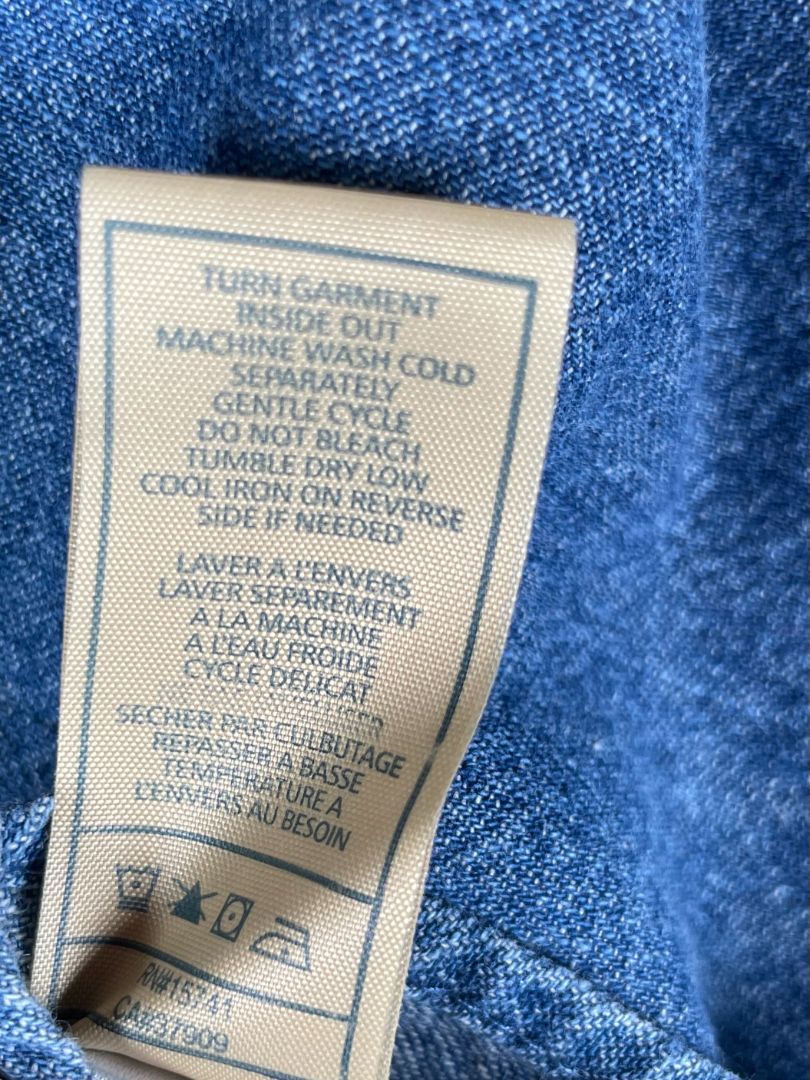 TURN GARMENT
INSIDE OUT
MACHINE WASH COLD
SEPARATELY
GENTLE CYCLE
DO NOT BLEACH
TUMBLE DRY LOW
COOL IRON ON REVERSE
SIDE IF NEEDED
LAVER A L'ENVERS
LAVER SEPAREMENT
A LA MACHINE
A L'EAU FROIDE
CYCLE DELICAT
SECHER PAR CULBUTAGE
REPASSER A BASSE
TEMPERATURE A
L'ENVERS AU BESOIN
RN#15741
CA#37909